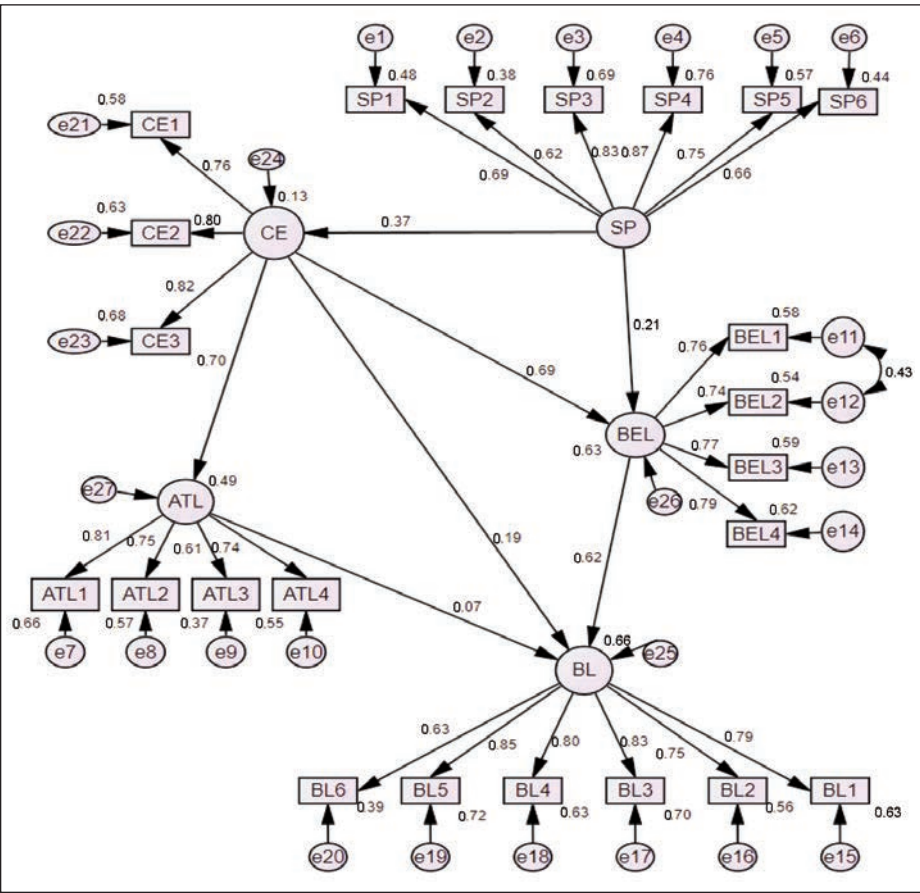 e1 e2 e3 e4 e5 e6
0.48 0.38 0.69 0.76 0.57 0.44
SP1 SP2 SP3 SP4 SP5 SP6
0.58
e21 CE1
0.76 e24 0.69 0.62 0.83 0.87 0.75 0.66
0.13
0.63
e22 CE2 0.80 CE 0.37 SP
0.82
0.68
e23 CE3
0.70 0.69 0.21
0.58
0.76 BEL1 e11
0.43
0.54
0.74 BEL2 e12
BEL
0.63 0.77 0.59
BEL3 e13
0.79 0.62
e26 BEL4 e14
e27 ATL 0.49
0.81 0.75 0.61 0.74 0.19 0.62
ATL1 ATL2 ATL3 ATL4
0.07
0.66 0.57 0.37 0.55
e7 e8 e9 e10
0.66 e25
BL
0.63 0.85 0.80 0.83 0.75 0.79
BL6 BL5 BL4 BL3 BL2 BL1
0.39 0.72 0.63 0.70 0.56 0.63
e20 e19 e18 e17 e16 e15